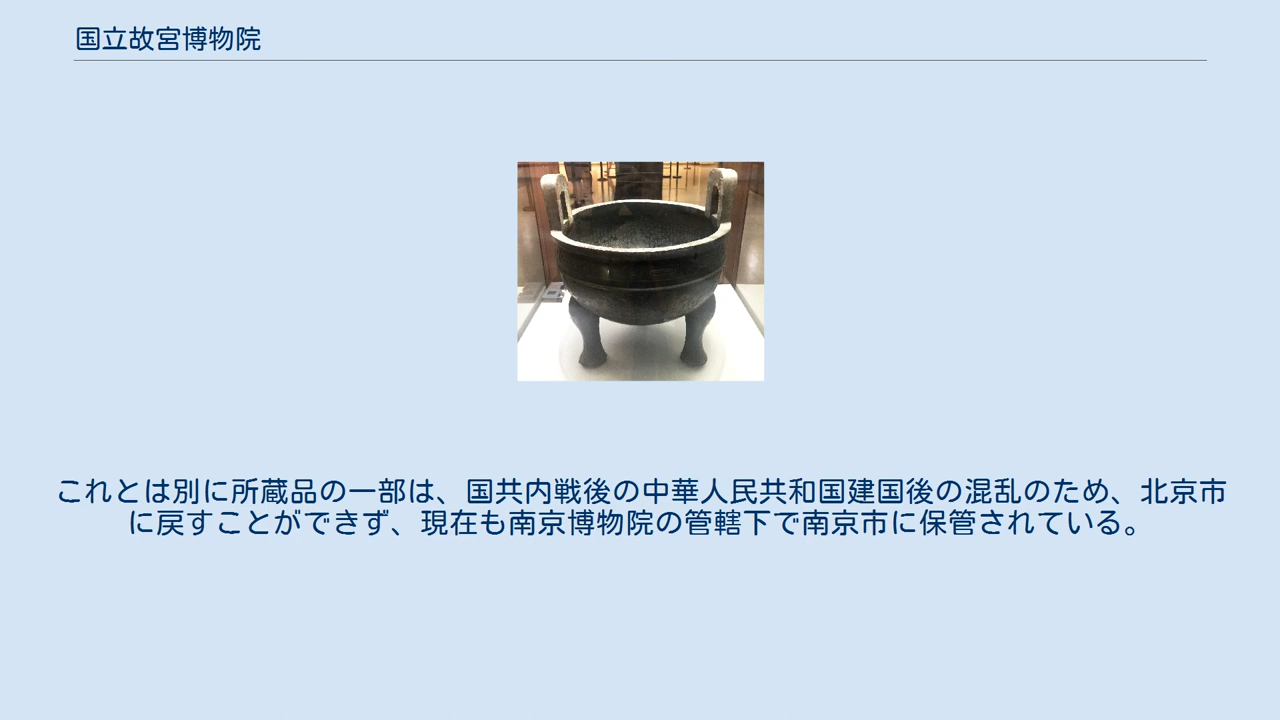 国立故宮博物院
これとは別に所蔵品の一部は、国共内戦後の中華人民共和国建国後の混乱のため、北京市
に戻すことができず、現在も南京博物院の管轄下で南京市に保管されている。